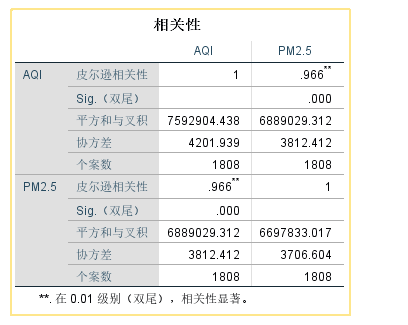 相关性
AQI PM2.5
AQI 皮尔逊相关性 1 .966**
Sig.（双尾） .000
平方和与叉积 7592904.438 6889029.312
协方差 4201.939 3812.412
个案数 1808 1808
PM2.5 皮尔逊相关性 .966** 1
Sig.（双尾） .000
平方和与叉积 6889029.312 6697833.017
协方差 3812.412 3706.604
个案数 1808 1808
**. 在 0.01 级别（双尾），相关性显著。